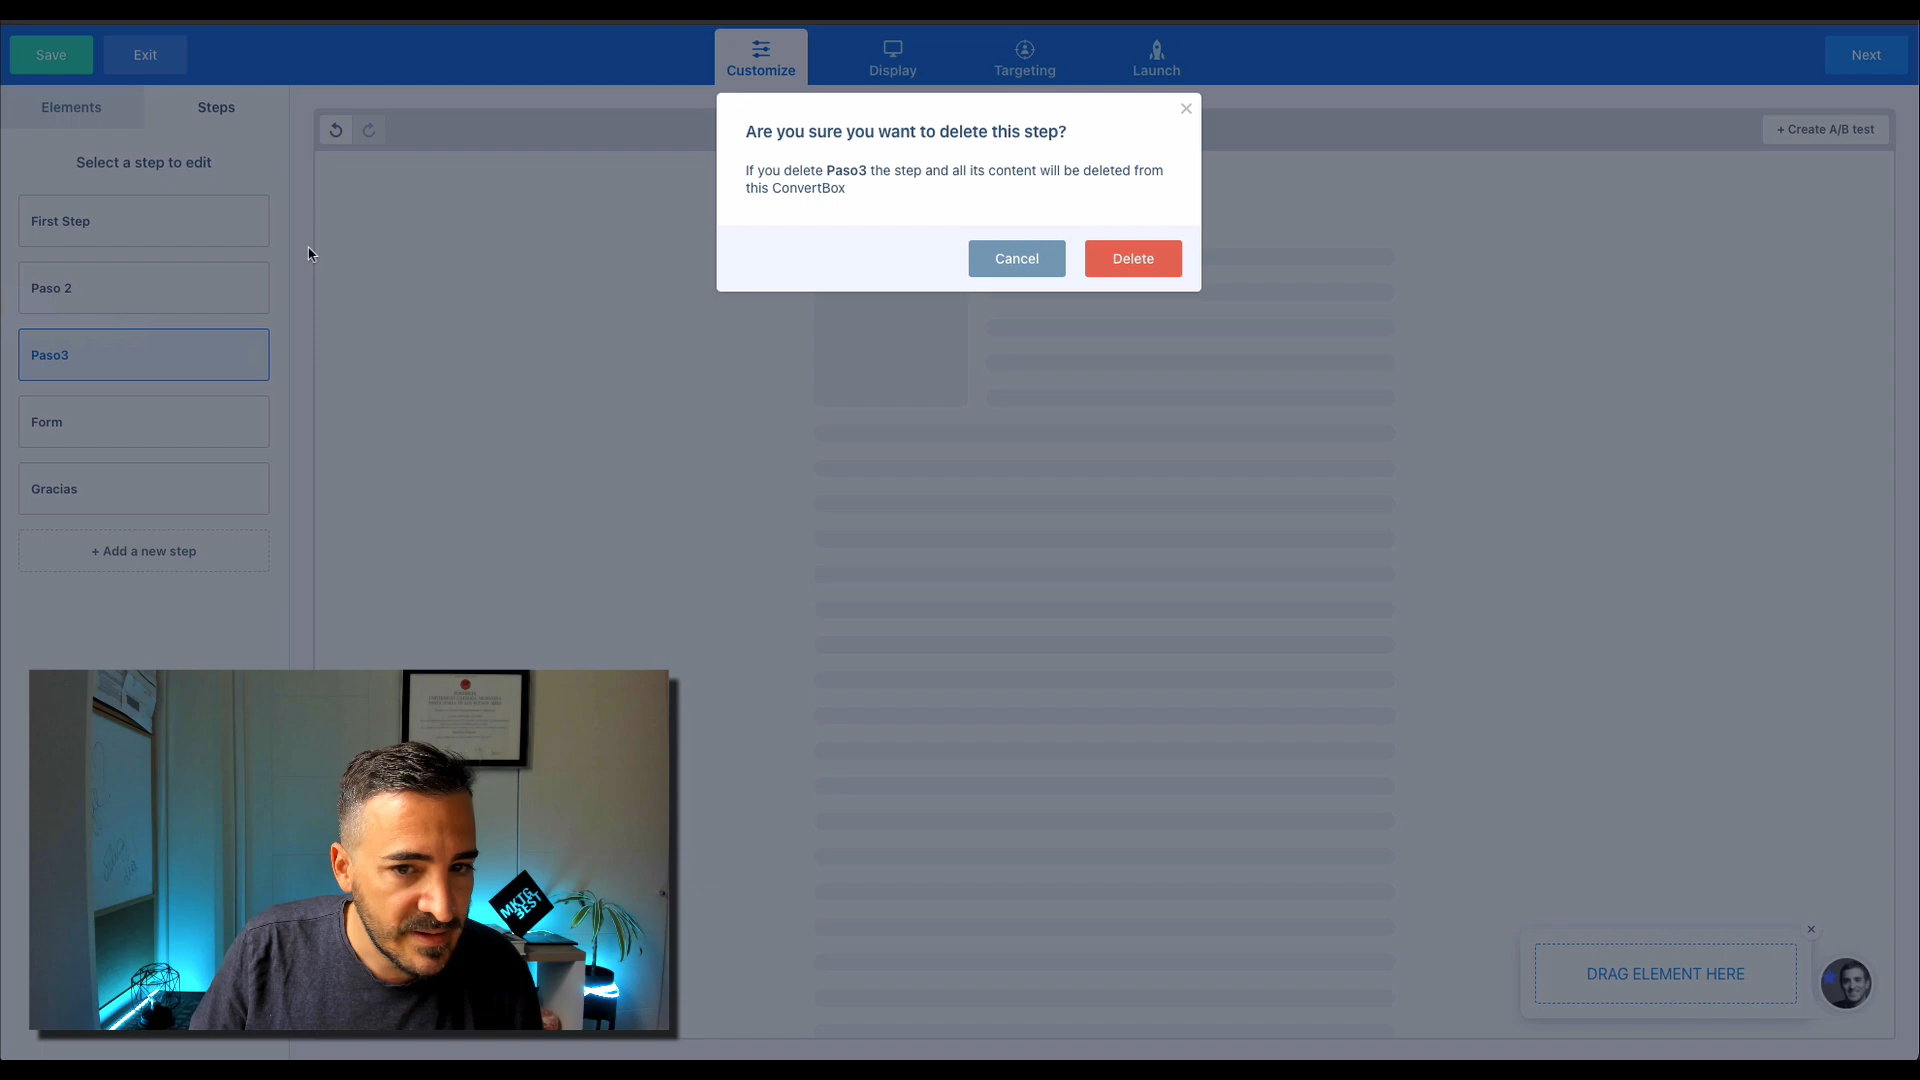 Save
Exit
Customize
Display
Targeting
Launch
Next
Elements
Steps
+ Create A/B test
Select a step to edit
First Step
Paso 2
Paso3
Form
Gracias
+ Add a new step
Are you sure you want to delete this step?
If you delete Paso3 the step and all its content will be deleted from
this ConvertBox
Cancel
Delete
MKTG
BEST
DRAG ELEMENT HERE